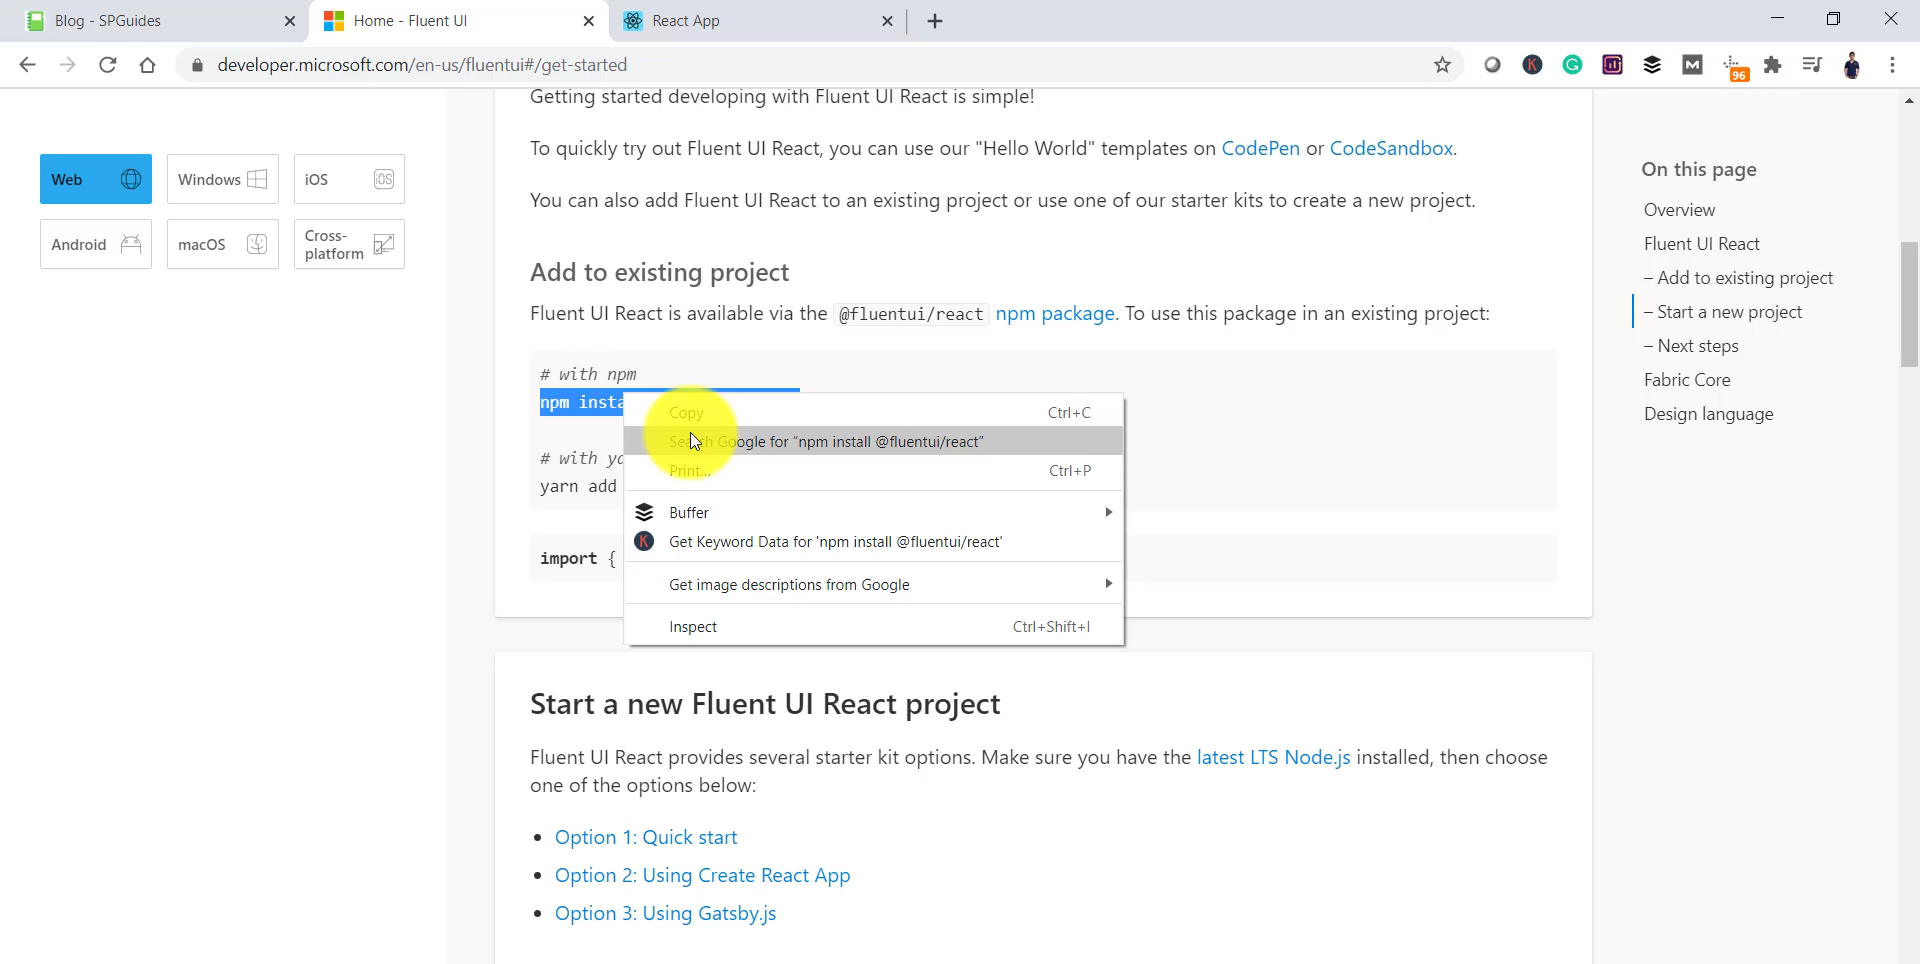 Blog - SPGuides
Home - Fluent UI
React App
developer.microsoft.com/en-us/fluentui#/get-started
96
Getting started developing with Fluent UI React is simple!
To quickly try out Fluent UI React, you can use our "Hello World" templates on CodePen or CodeSandbox.
You can also add Fluent UI React to an existing project or use one of our starter kits to create a new project.
Web
Windows
iOS
iOS
Android
macOS
Cross-
platform
Add to existing project
Fluent UI React is available via the @fluentui/react npm package. To use this package in an existing project:
# with npm
npm insta
# with ya
yarn add
import {
Copy Ctrl+C
Search Google for “npm install @fluentui/react”
Print... Ctrl+P
Buffer
K Get Keyword Data for 'npm install @fluentui/react'
Get image descriptions from Google
Inspect Ctrl+Shift+I
Start a new Fluent UI React project
Fluent UI React provides several starter kit options. Make sure you have the latest LTS Node.js installed, then choose
one of the options below:
• Option 1: Quick start
• Option 2: Using Create React App
• Option 3: Using Gatsby.js
On this page
Overview
Fluent UI React
– Add to existing project
– Start a new project
– Next steps
Fabric Core
Design language